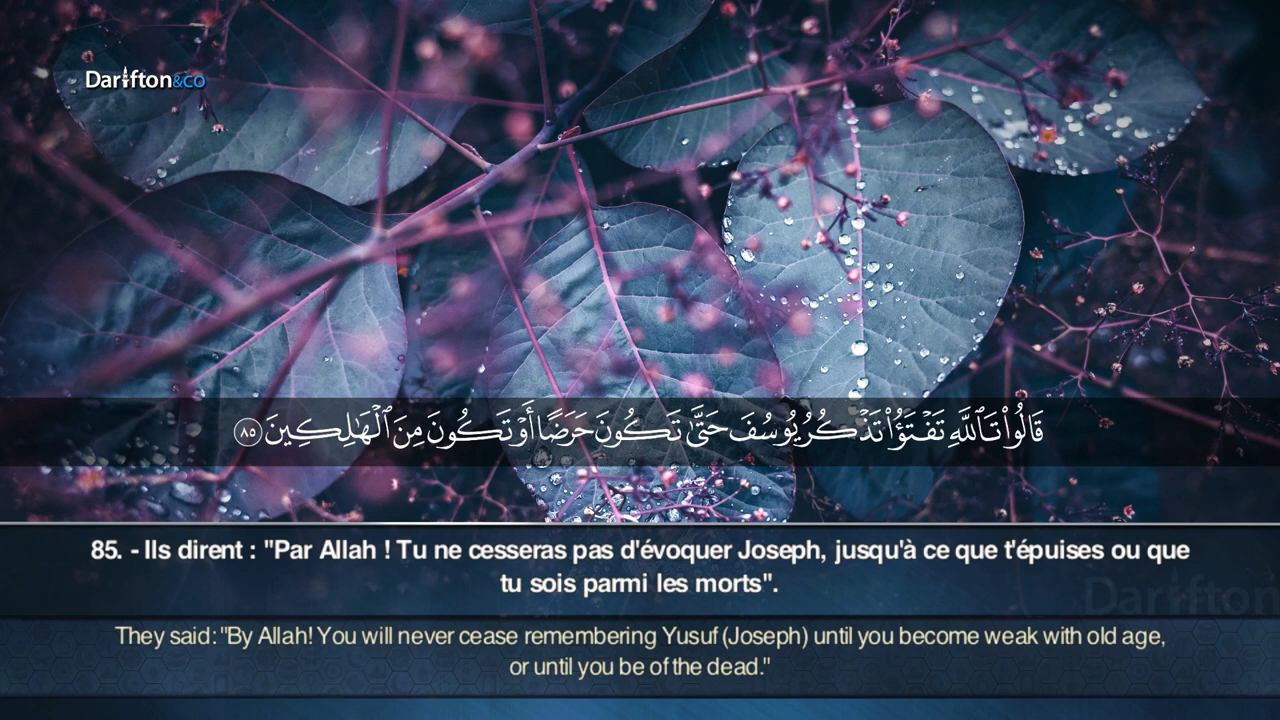 Darifton&co
قَالُوا۟ تَٱللَّهِ تَفْتَؤُا۟ تَذْكُرُ يُوسُفَ حَتَّىٰ تَكُونَ حَرَضًا أَوْ تَكُونَ مِنَ ٱلْهَٰلِكِينَ ٨٥
85. - Ils dirent : "Par Allah ! Tu ne cesseras pas d'évoquer Joseph, jusqu'à ce que t'épuises ou que
tu sois parmi les morts".
Darifton
They said: "By Allah! You will never cease remembering Yusuf (Joseph) until you become weak with old age,
or until you be of the dead."